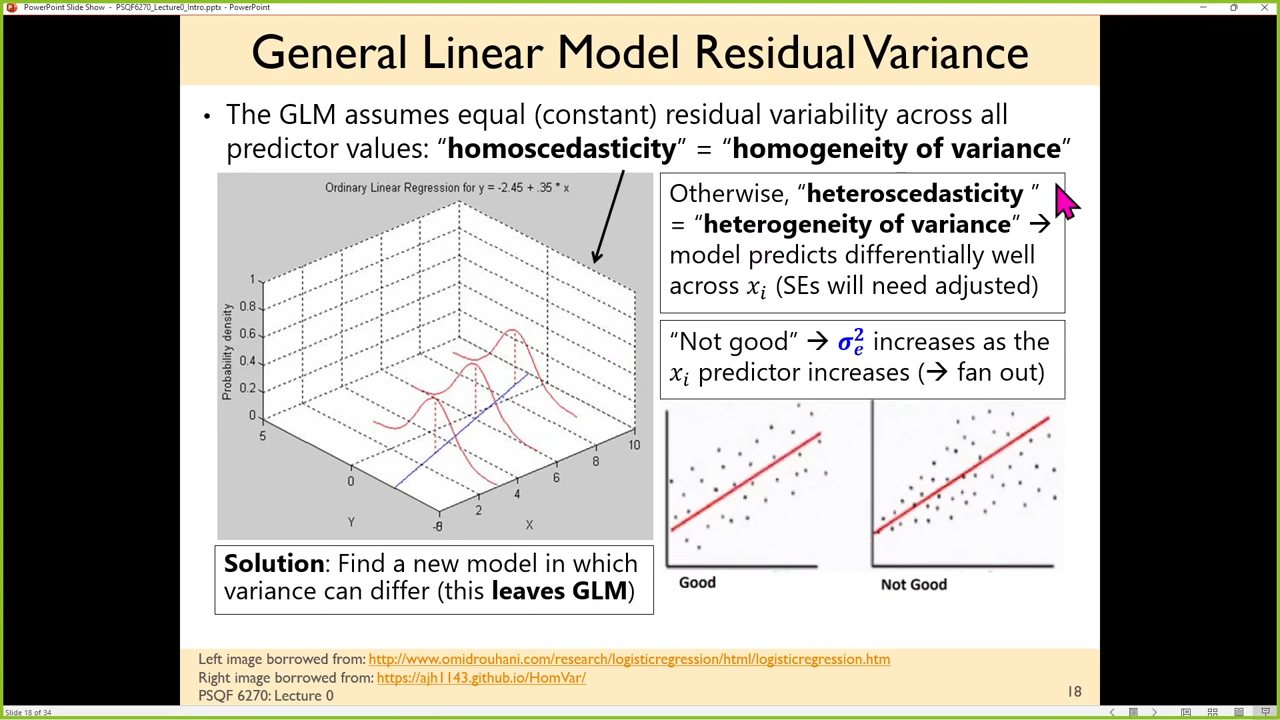 PowerPoint Slide Show - PSQF6270_Lecture0_Intro.pptx - PowerPoint
General Linear Model Residual Variance
• The GLM assumes equal (constant) residual variability across all
predictor values: “homoscedasticity” = “homogeneity of variance”
Ordinary Linear Regression for y = -2.45 + .35 * x
Probability density
1
0.8
0.6
0.4
0.2
0
5
0
-5
Y
0
2
4
6
8
10
X
Otherwise, “heteroscedasticity ”
= “heterogeneity of variance” →
model predicts differentially well
across xᵢ (SEs will need adjusted)
“Not good” → σ²ₑ increases as the
xᵢ predictor increases (→ fan out)
Good
Not Good
Solution: Find a new model in which
variance can differ (this leaves GLM)
Left image borrowed from: http://www.omidrouhani.com/research/logisticregression/html/logisticregression.htm
Right image borrowed from: https://ajh1143.github.io/HomVar/
PSQF 6270: Lecture 0
18
Slide 18 of 34